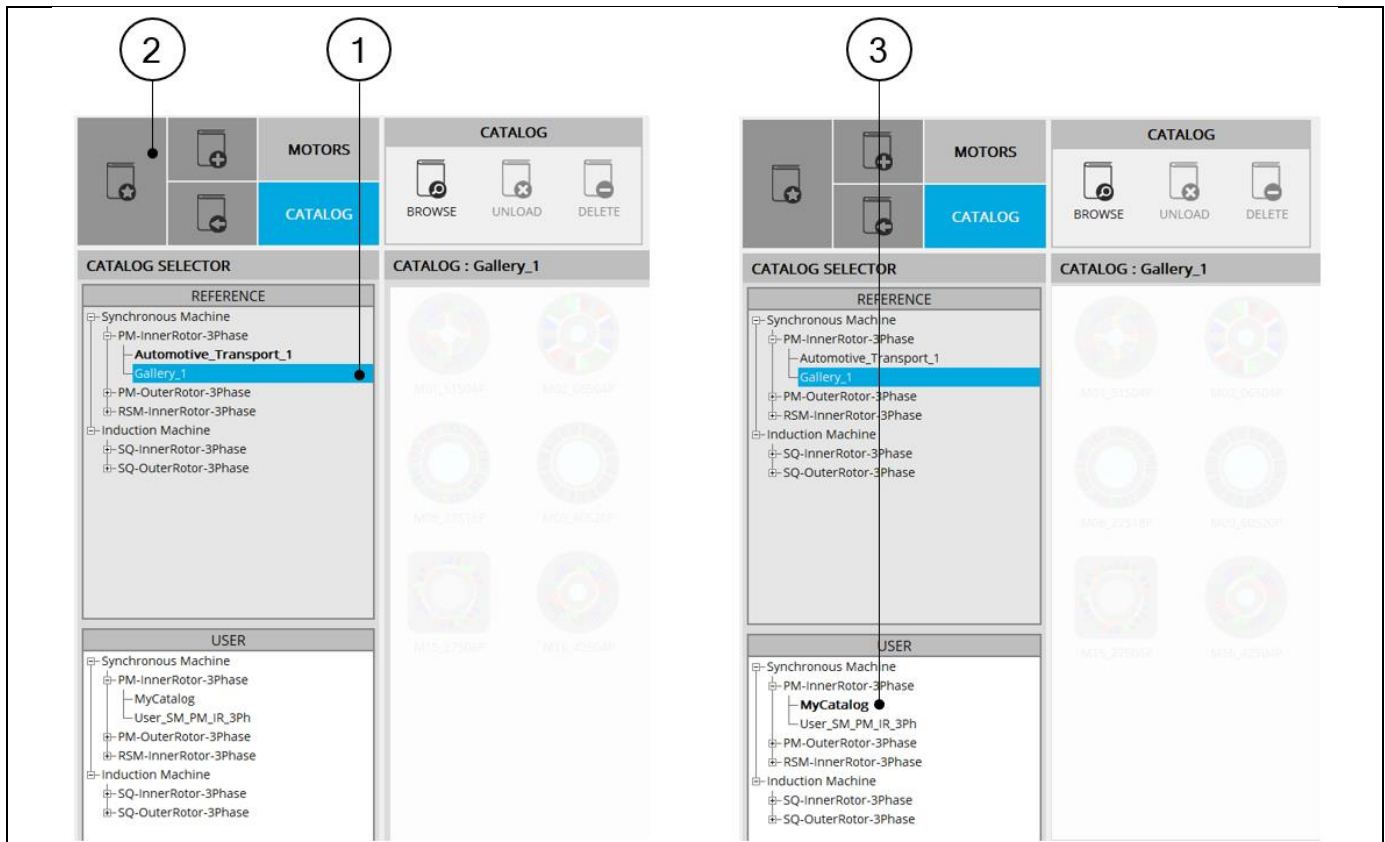 2
1
3
MOTORS
CATALOG
CATALOG
BROWSE
UNLOAD
DELETE
CATALOG SELECTOR
CATALOG : Gallery_1
REFERENCE
Synchronous Machine
PM-InnerRotor-3Phase
Automotive_Transport_1
Gallery_1
PM-OuterRotor-3Phase
RSM-InnerRotor-3Phase
Induction Machine
SQ-InnerRotor-3Phase
SQ-OuterRotor-3Phase
USER
Synchronous Machine
PM-InnerRotor-3Phase
MyCatalog
User_SM_PM_IR_3Ph
PM-OuterRotor-3Phase
RSM-InnerRotor-3Phase
Induction Machine
SQ-InnerRotor-3Phase
SQ-OuterRotor-3Phase
MOTORS
CATALOG
CATALOG
BROWSE
UNLOAD
DELETE
CATALOG SELECTOR
CATALOG : Gallery_1
REFERENCE
Synchronous Machine
PM-InnerRotor-3Phase
Automotive_Transport_1
Gallery_1
PM-OuterRotor-3Phase
RSM-InnerRotor-3Phase
Induction Machine
SQ-InnerRotor-3Phase
SQ-OuterRotor-3Phase
USER
Synchronous Machine
PM-InnerRotor-3Phase
MyCatalog
User_SM_PM_IR_3Ph
PM-OuterRotor-3Phase
RSM-InnerRotor-3Phase
Induction Machine
SQ-InnerRotor-3Phase
SQ-OuterRotor-3Phase